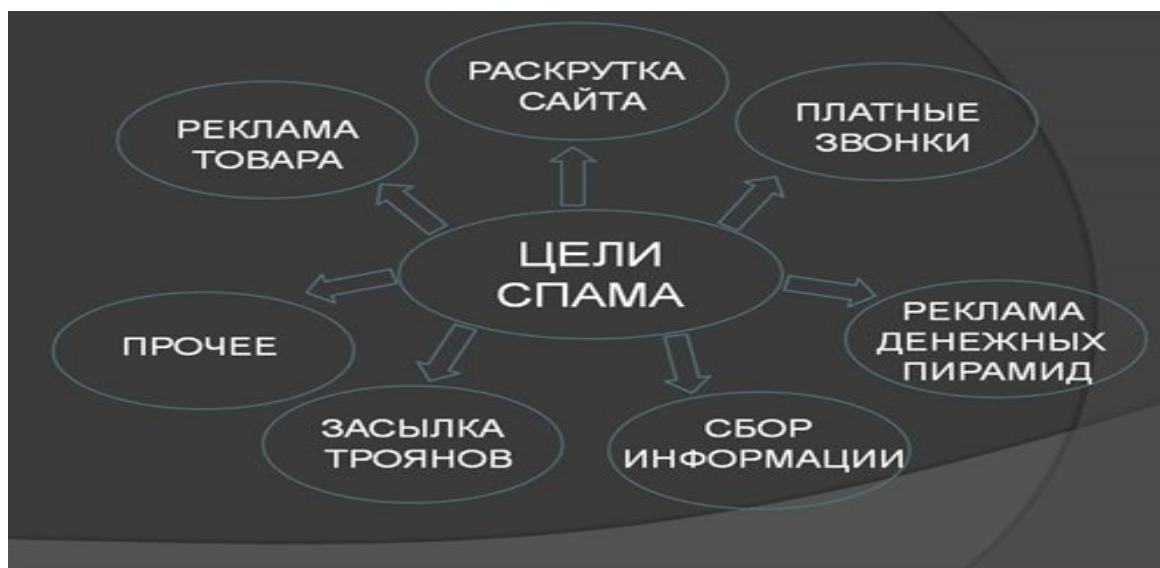 РАСКРУТКА
САЙТА
РЕКЛАМА
ТОВАРА
ПЛАТНЫЕ
ЗВОНКИ
ЦЕЛИ
СПАМА
ПРОЧЕЕ
РЕКЛАМА
ДЕНЕЖНЫХ
ПИРАМИД
ЗАСЫЛКА
ТРОЯНОВ
СБОР
ИНФОРМАЦИИ